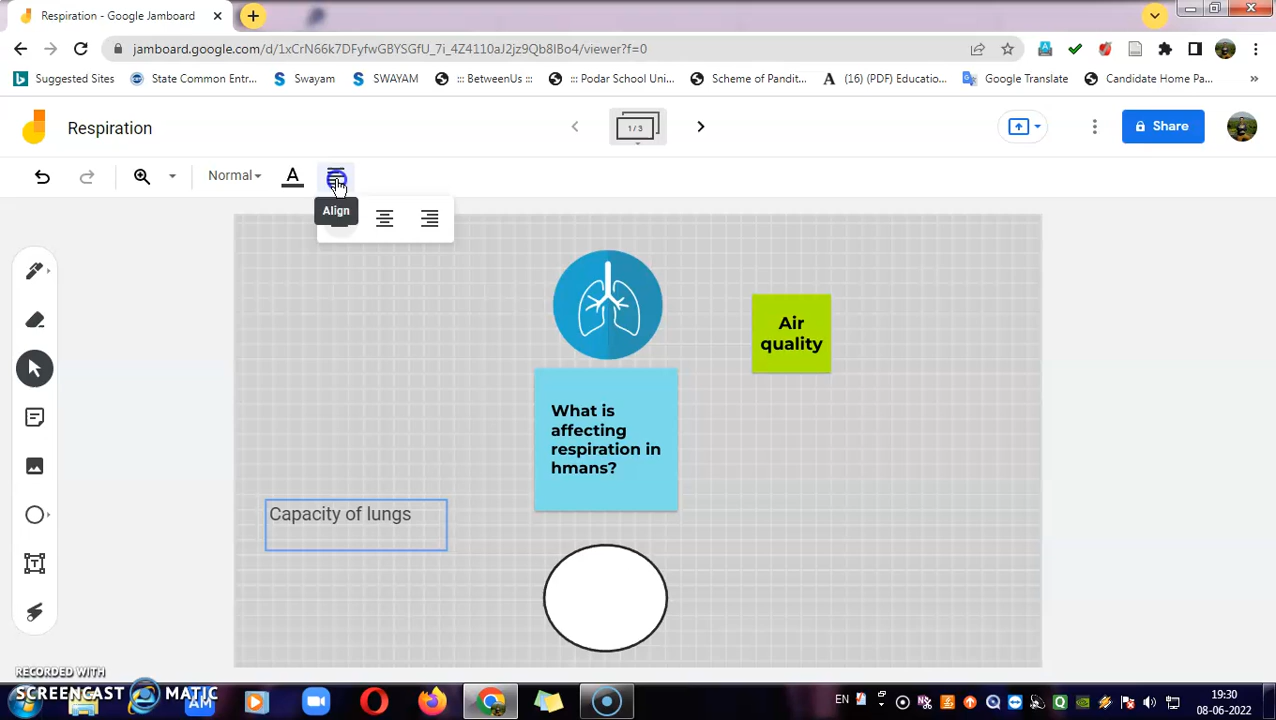 Respiration - Google Jamboard
jamboard.google.com/d/1xCrN66k7DFyfwGBYSGfU_7i_4Z4110aJ2jz9Qb8IBo4/viewer?f=0
Suggested Sites State Common Entr... Swayam SWAYAM ::: BetweenUs ::: ::: Podar School Uni... Scheme of Pandit... (16) (PDF) Educatio... Google Translate Candidate Home Pa... »
Respiration
1 / 3
Share
Normal
A
Align
Air
quality
What is
affecting
respiration in
hmans?
Capacity of lungs
RECORDED WITH
SCREENCAST MATIC
AM
EN
19:30
08-06-2022